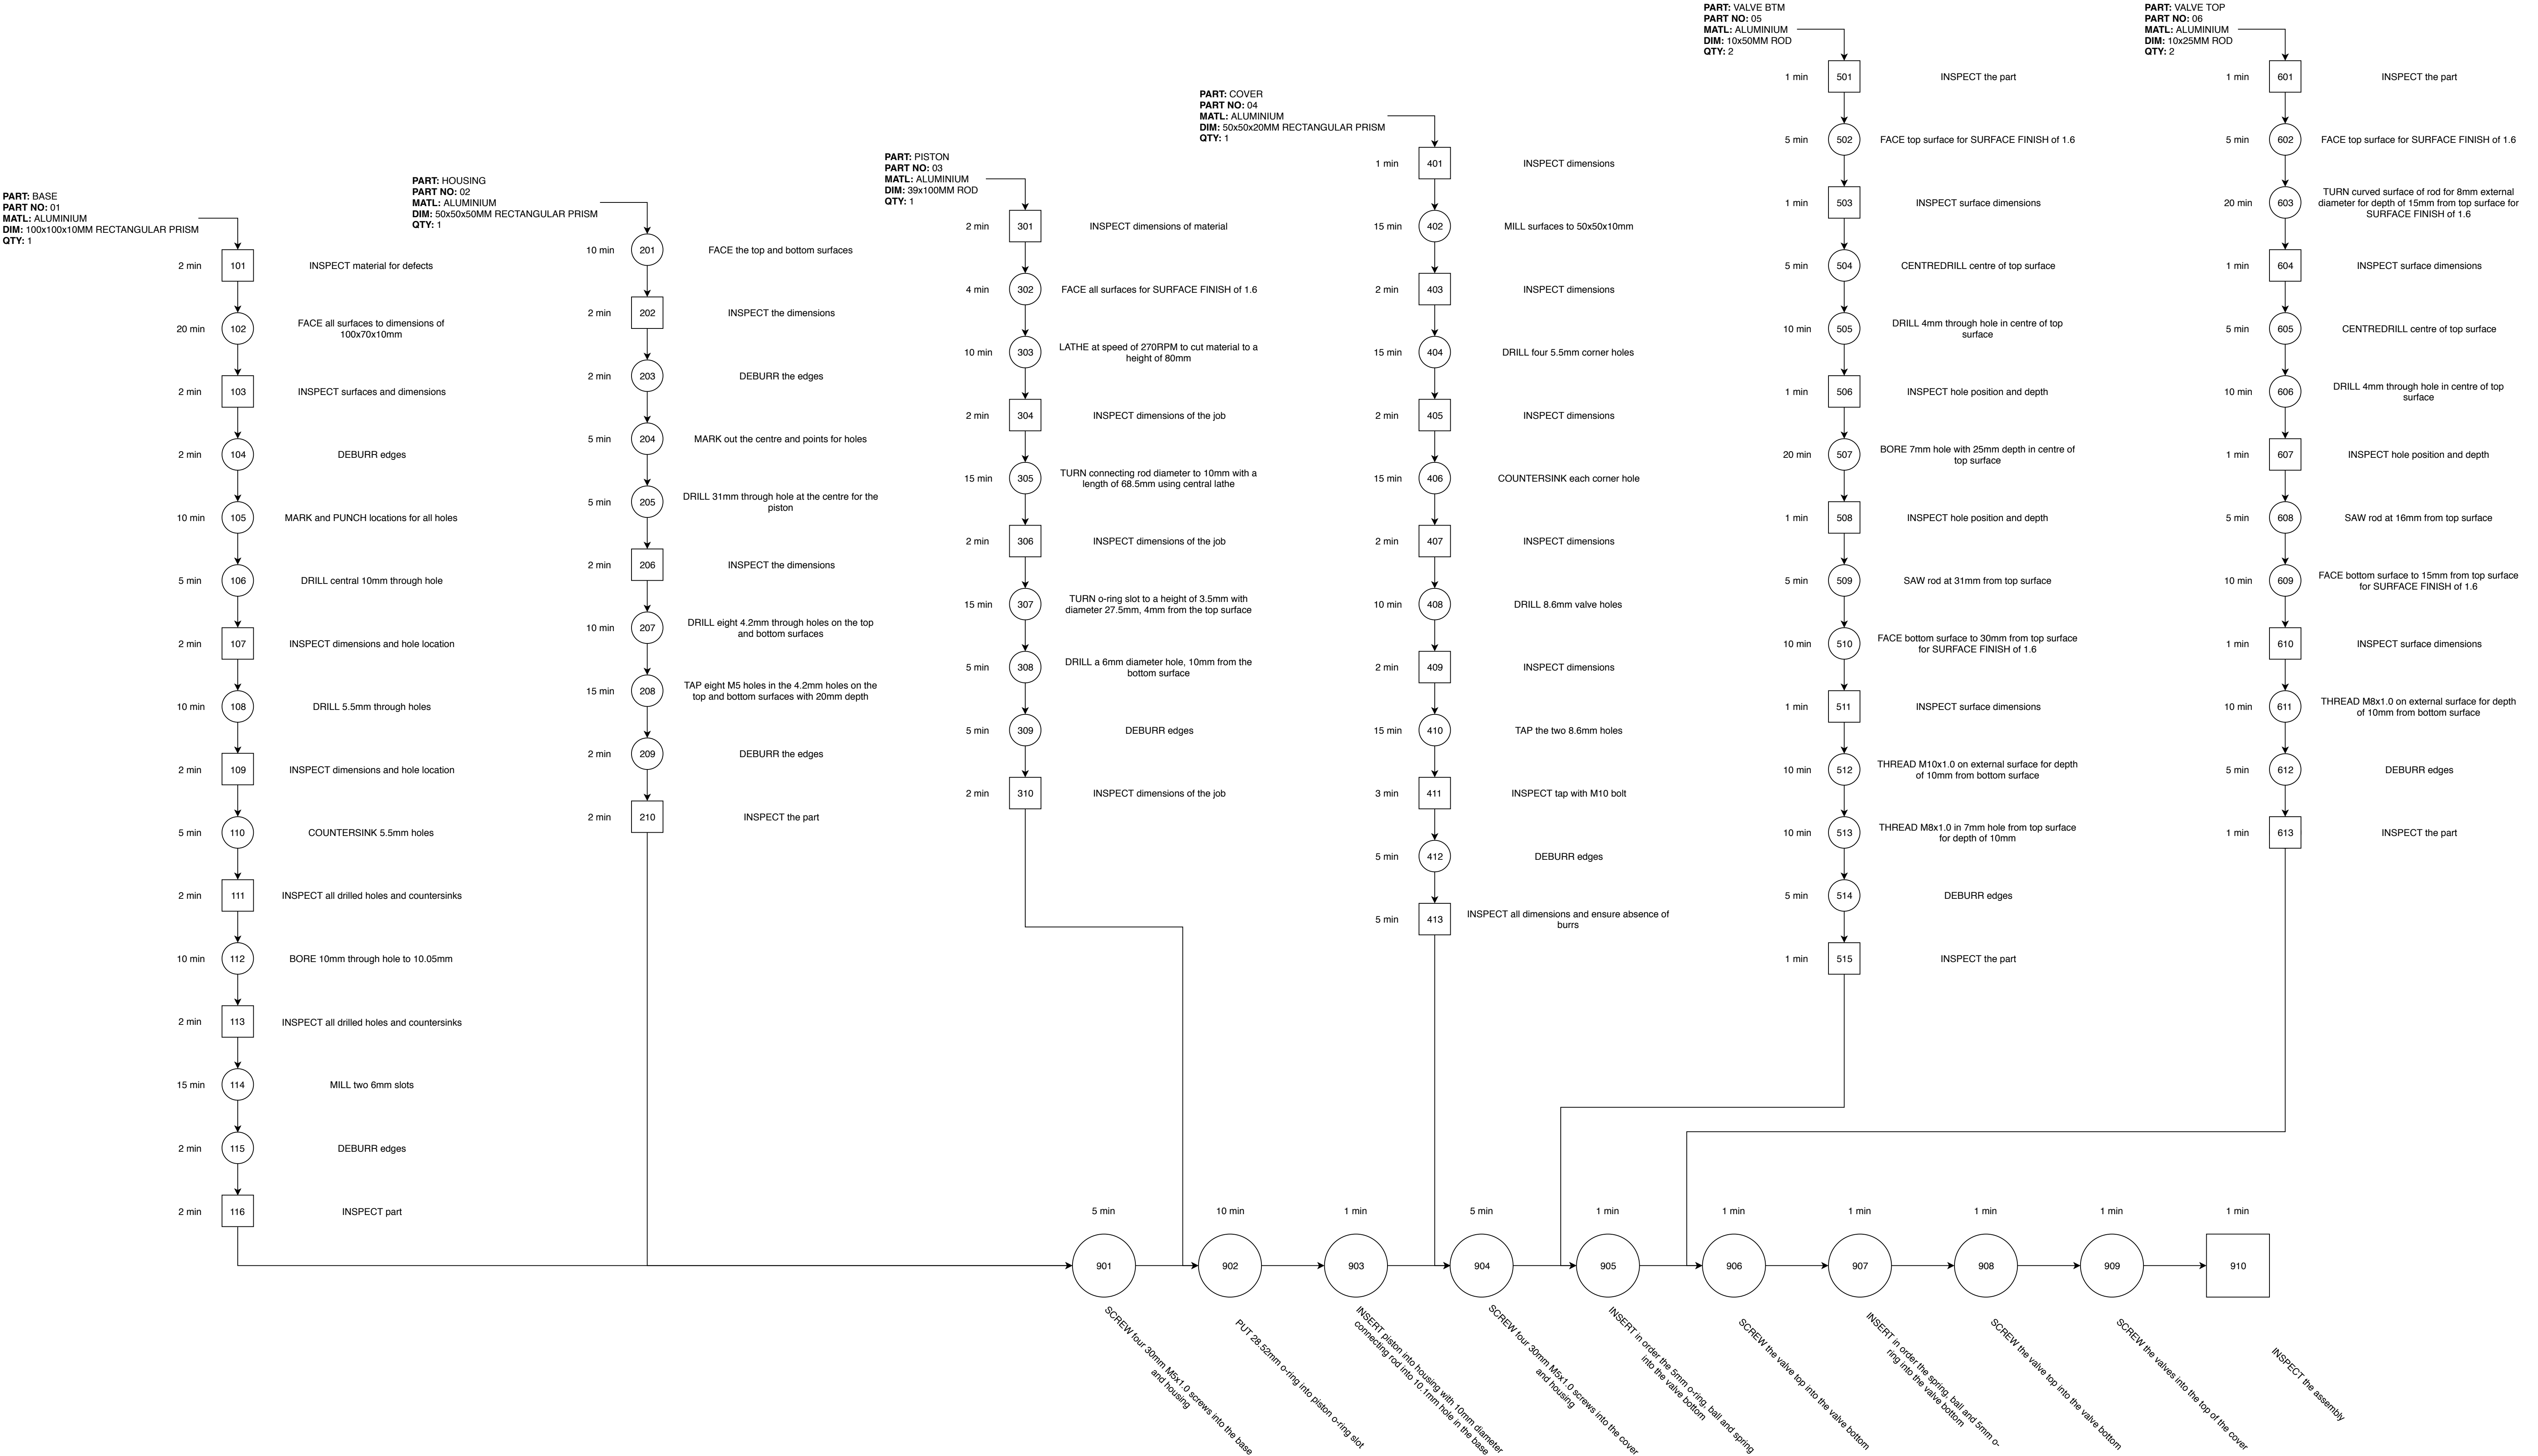 PART: BASE
PART NO: 01
MATL: ALUMINIUM
DIM: 100x100x10MM RECTANGULAR PRISM
QTY: 1
2 min
101
INSPECT material for defects
20 min
102
FACE all surfaces to dimensions of
100x70x10mm
2 min
103
INSPECT surfaces and dimensions
2 min
104
DEBURR edges
10 min
105
MARK and PUNCH locations for all holes
5 min
106
DRILL central 10mm through hole
2 min
107
INSPECT dimensions and hole location
10 min
108
DRILL 5.5mm through holes
2 min
109
INSPECT dimensions and hole location
5 min
110
COUNTERSINK 5.5mm holes
2 min
111
INSPECT all drilled holes and countersinks
10 min
112
BORE 10mm through hole to 10.05mm
2 min
113
INSPECT all drilled holes and countersinks
15 min
114
MILL two 6mm slots
2 min
115
DEBURR edges
2 min
116
INSPECT part
PART: HOUSING
PART NO: 02
MATL: ALUMINIUM
DIM: 50x50x50MM RECTANGULAR PRISM
QTY: 1
10 min
201
FACE the top and bottom surfaces
2 min
202
INSPECT the dimensions
2 min
203
DEBURR the edges
5 min
204
MARK out the centre and points for holes
5 min
205
DRILL 31mm through hole at the centre for the
piston
2 min
206
INSPECT the dimensions
10 min
207
DRILL eight 4.2mm through holes on the top
and bottom surfaces
15 min
208
TAP eight M5 holes in the 4.2mm holes on the
top and bottom surfaces with 20mm depth
2 min
209
DEBURR the edges
2 min
210
INSPECT the part
PART: PISTON
PART NO: 03
MATL: ALUMINIUM
DIM: 39x100MM ROD
QTY: 1
2 min
301
INSPECT dimensions of material
4 min
302
FACE all surfaces for SURFACE FINISH of 1.6
10 min
303
LATHE at speed of 270RPM to cut material to a
height of 80mm
2 min
304
INSPECT dimensions of the job
15 min
305
TURN connecting rod diameter to 10mm with a
length of 68.5mm using central lathe
2 min
306
INSPECT dimensions of the job
15 min
307
TURN o-ring slot to a height of 3.5mm with
diameter 27.5mm, 4mm from the top surface
5 min
308
DRILL a 6mm diameter hole, 10mm from the
bottom surface
5 min
309
DEBURR edges
2 min
310
INSPECT dimensions of the job
PART: COVER
PART NO: 04
MATL: ALUMINIUM
DIM: 50x50x20MM RECTANGULAR PRISM
QTY: 1
1 min
401
INSPECT dimensions
15 min
402
MILL surfaces to 50x50x10mm
2 min
403
INSPECT dimensions
15 min
404
DRILL four 5.5mm corner holes
2 min
405
INSPECT dimensions
15 min
406
COUNTERSINK each corner hole
2 min
407
INSPECT dimensions
10 min
408
DRILL 8.6mm valve holes
2 min
409
INSPECT dimensions
15 min
410
TAP the two 8.6mm holes
3 min
411
INSPECT tap with M10 bolt
5 min
412
DEBURR edges
5 min
413
INSPECT all dimensions and ensure absence of
burrs
PART: VALVE BTM
PART NO: 05
MATL: ALUMINIUM
DIM: 10x50MM ROD
QTY: 2
1 min
501
INSPECT the part
5 min
502
FACE top surface for SURFACE FINISH of 1.6
1 min
503
INSPECT surface dimensions
5 min
504
CENTREDRILL centre of top surface
10 min
505
DRILL 4mm through hole in centre of top
surface
1 min
506
INSPECT hole position and depth
20 min
507
BORE 7mm hole with 25mm depth in centre of
top surface
1 min
508
INSPECT hole position and depth
5 min
509
SAW rod at 31mm from top surface
10 min
510
FACE bottom surface to 30mm from top surface
for SURFACE FINISH of 1.6
1 min
511
INSPECT surface dimensions
10 min
512
THREAD M10x1.0 on external surface for depth
of 10mm from bottom surface
10 min
513
THREAD M8x1.0 in 7mm hole from top surface
for depth of 10mm
5 min
514
DEBURR edges
1 min
515
INSPECT the part
PART: VALVE TOP
PART NO: 06
MATL: ALUMINIUM
DIM: 10x25MM ROD
QTY: 2
1 min
601
INSPECT the part
5 min
602
FACE top surface for SURFACE FINISH of 1.6
20 min
603
TURN curved surface of rod for 8mm external
diameter for depth of 15mm from top surface for
SURFACE FINISH of 1.6
1 min
604
INSPECT surface dimensions
5 min
605
CENTREDRILL centre of top surface
10 min
606
DRILL 4mm through hole in centre of top
surface
1 min
607
INSPECT hole position and depth
5 min
608
SAW rod at 16mm from top surface
10 min
609
FACE bottom surface to 15mm from top surface
for SURFACE FINISH of 1.6
1 min
610
INSPECT surface dimensions
10 min
611
THREAD M8x1.0 on external surface for depth
of 10mm from bottom surface
5 min
612
DEBURR edges
1 min
613
INSPECT the part
5 min
901
SCREW four 30mm M5x1.0 screws into the base
and housing
10 min
902
PUT 28.52mm o-ring into piston o-ring slot
1 min
903
INSERT piston into housing with 10mm diameter
connecting rod into 10.1mm hole in the base
5 min
904
SCREW four 30mm M5x1.0 screws into the cover
and housing
1 min
905
INSERT in order the 5mm o-ring, ball and spring
into the valve bottom
1 min
906
SCREW the valve top into the valve bottom
1 min
907
INSERT in order the spring, ball and 5mm o-
ring into the valve bottom
1 min
908
SCREW the valve top into the valve bottom
1 min
909
SCREW the valves into the top of the cover
1 min
910
INSPECT the assembly